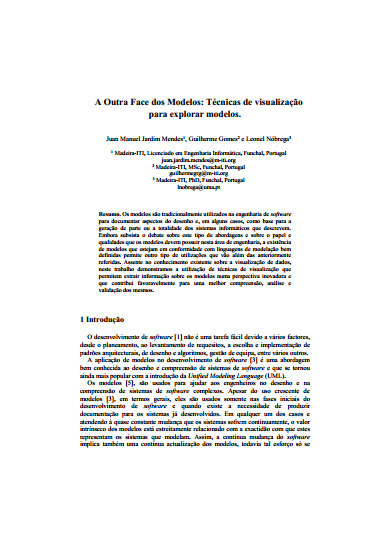 A Outra Face dos Modelos: Técnicas de visualização
para explorar modelos.
Juan Manuel Jardim Mendes¹, Guilherme Gomes² e Leonel Nóbrega³
¹ Madeira-ITI, Licenciado em Engenharia Informática, Funchal, Portugal
juan.jardim.mendes@m-iti.org
² Madeira-ITI, MSc, Funchal, Portugal
guilhermegrg@m-iti.org
³ Madeira-ITI, PhD, Funchal, Portugal
lnobrega@uma.pt
Resumo. Os modelos são tradicionalmente utilizados na engenharia de software
para documentar aspectos do desenho e, em alguns casos, como base para a
geração de parte ou a totalidade dos sistemas informáticos que descrevem.
Embora subsista o debate sobre este tipo de abordagens e sobre o papel e
qualidades que os modelos devem possuir nesta área de engenharia, a existência
de modelos que estejam em conformidade com linguagens de modelação bem
definidas permite outro tipo de utilizações que vão além das anteriormente
referidas. Assente no conhecimento existente sobre a visualização de dados,
neste trabalho demonstramos a utilização de técnicas de visualização que
permitem extrair informação sobre os modelos numa perspectiva inovadora e
que contribui favoravelmente para uma melhor compreensão, análise e
validação dos mesmos.
1 Introdução
O desenvolvimento de software [1] não é uma tarefa fácil devido a vários factores,
desde o planeamento, ao levantamento de requesitos, a escolha e implementação de
padrões arquiteturais, de desenho e algoritmos, gestão de equipa, entre vários outros.
A aplicação de modelos no desenvolvimento de software [3] é uma abordagem
bem conhecida ao desenho e compreensão de sistemas de software e que se tornou
ainda mais popular com a introdução da Unified Modeling Language (UML).
Os modelos [5], são usados para ajudar aos engenheiros no desenho e na
compreensão de sistemas de software complexos. Apesar do uso crescente de
modelos [3], em termos gerais, eles são usados somente nas fases iniciais do
desenvolvimento de software e quando existe a necessidade de produzir
documentação para os sistemas já desenvolvidos. Em qualquer um dos casos e
atendendo à quase constante mudança que os sistemas sofrem continuamente, o valor
intrínseco dos modelos está estreitamente relacionado com a exactidão com que estes
representam os sistemas que modelam. Assim, a contínua mudança do software
implica também uma contínua actualização dos modelos, todavia tal esforço só se